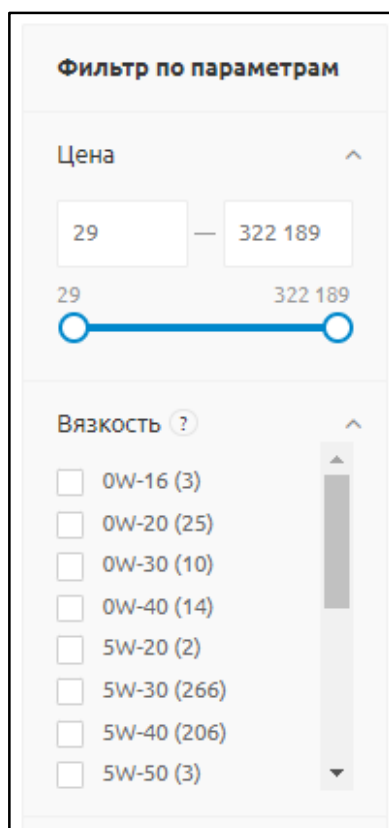 Фильтр по параметрам
Цена
29 — 322 189
29 322 189
Вязкость ?
0W-16 (3)
0W-20 (25)
0W-30 (10)
0W-40 (14)
5W-20 (2)
5W-30 (266)
5W-40 (206)
5W-50 (3)